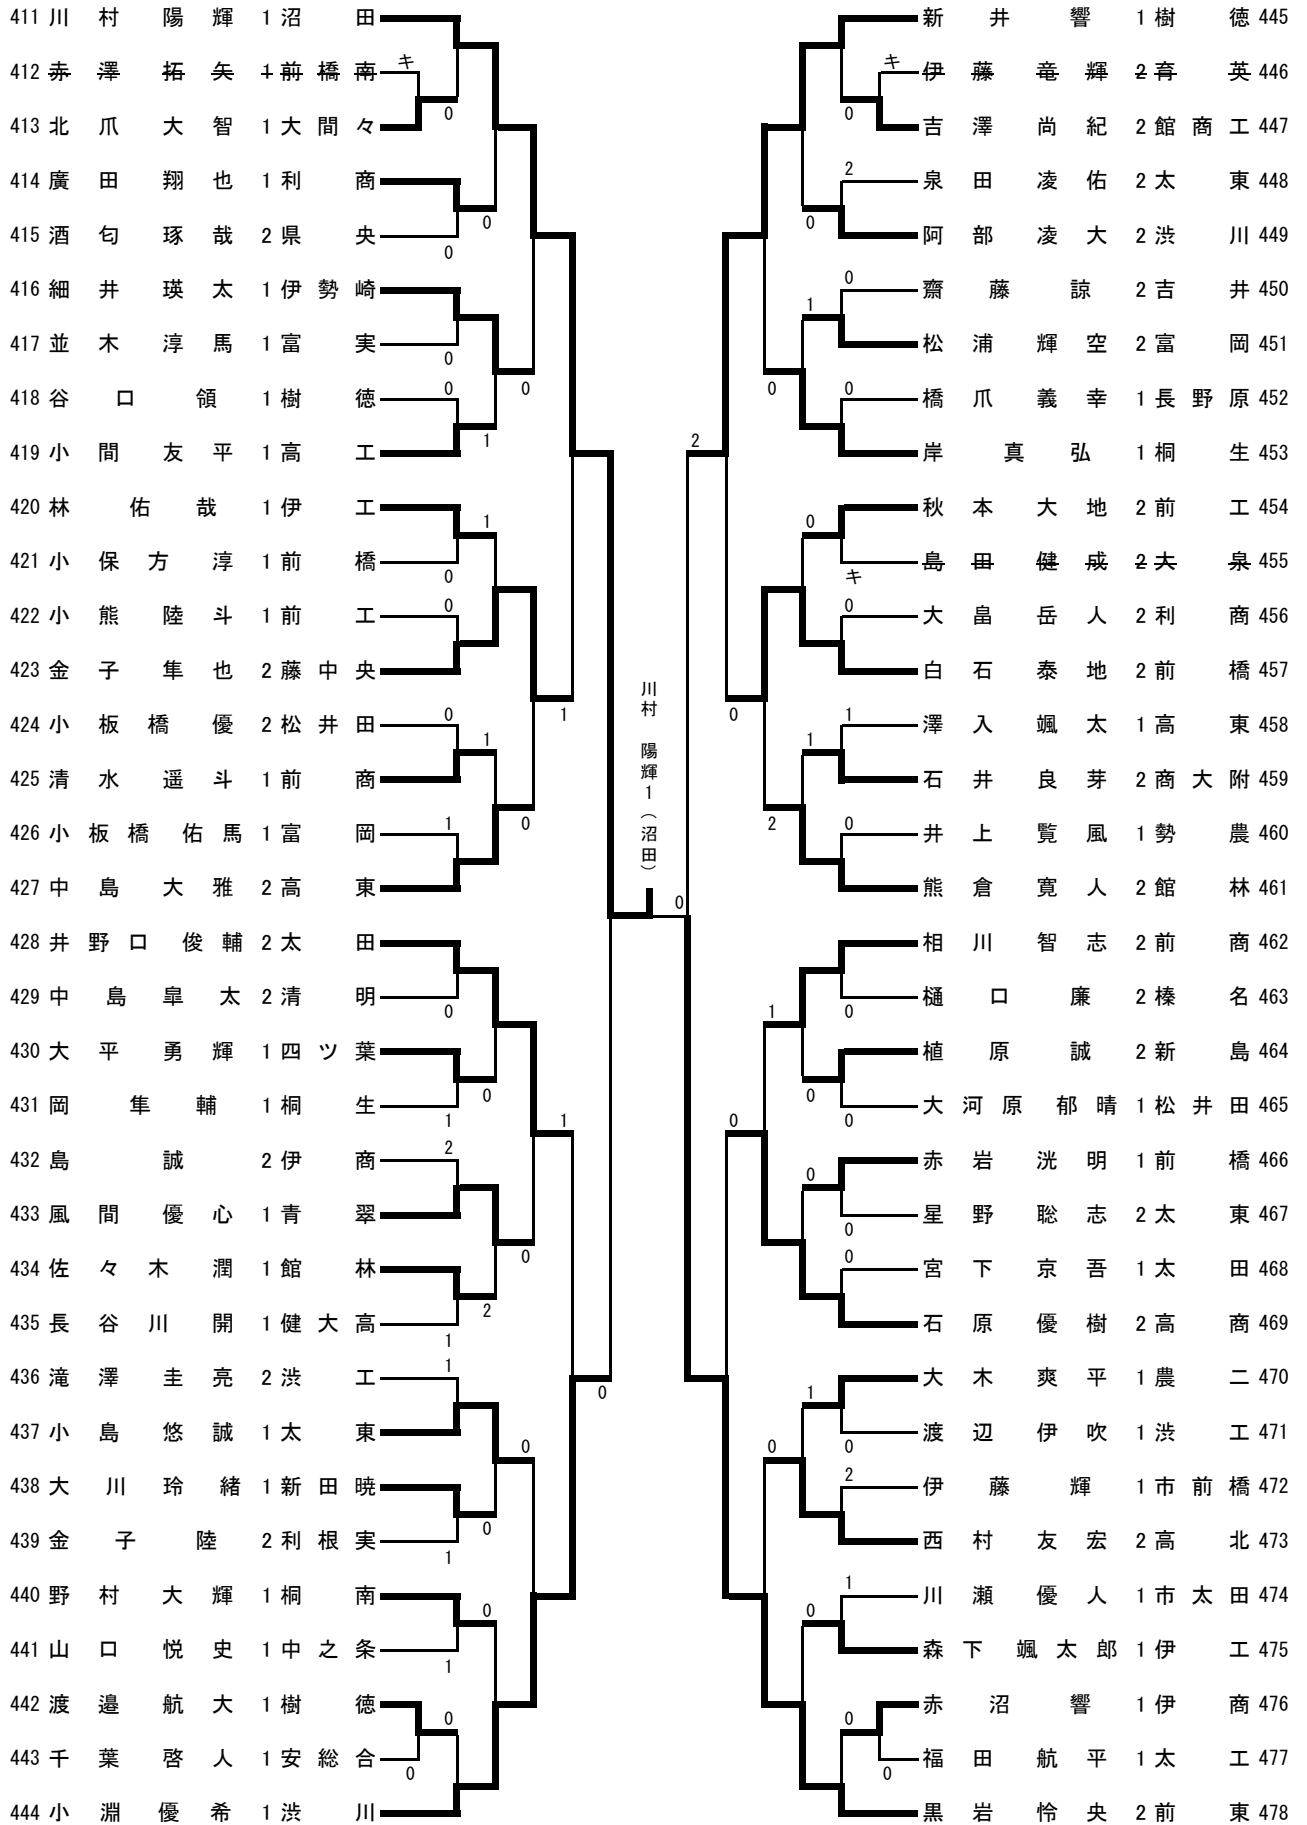 411 川村陽輝 1 沼田
412 赤澤拓矢 1 前橋南 キ
0
413 北爪大智 1 大間々
414 廣田翔也 1 利商
0
415 酒匂琢哉 2 県央
0
416 細井瑛太 1 伊勢崎
417 並木淳馬 1 富実
0
0
418 谷口領 1 樹徳 0
1
419 小間友平 1 高工
420 林佑哉 1 伊工
1
421 小保方淳 1 前橋
0
422 小熊陸斗 1 前工 0
423 金子隼也 2 藤中央
1
424 小板橋優 2 松井田 0
1
425 清水遥斗 1 前商
426 小板橋佑馬 1 富岡 1
0
427 中島大雅 2 高東
428 井野口俊輔 2 太田
429 中島皐太 2 清明
0
430 大平勇輝 1 四ツ葉
0
431 岡隼輔 1 桐生
1
1
432 島誠 2 伊商 2
433 風間優心 1 青翠
0
434 佐々木潤 1 館林
2
435 長谷川開 1 健大高
1
436 滝澤圭亮 2 渋工 1
0
437 小島悠誠 1 太東
0
438 大川玲緒 1 新田暁
0
439 金子陸 2 利根実
1
440 野村大輝 1 桐南
0
441 山口悦史 1 中之条
1
442 渡邉航大 1 樹徳
0
443 千葉啓人 1 安総合
0
444 小淵優希 1 渋川
川村 陽輝1(沼田)
0
新井響 1 樹徳 445
キ 伊藤竜輝 2 育英 446
0
吉澤尚紀 2 館商工 447
2 泉田凌佑 2 太東 448
0
阿部凌大 2 渋川 449
0 齋藤諒 2 吉井 450
1
松浦輝空 2 富岡 451
0
0 橋爪義幸 1 長野原 452
岸真弘 1 桐生 453
2
秋本大地 2 前工 454
0
島田健成 2 大泉 455
キ
0 大畠岳人 2 利商 456
白石泰地 2 前橋 457
0
1 澤入颯太 1 高東 458
1
石井良芽 2 商大附 459
2
0 井上覧風 1 勢農 460
熊倉寛人 2 館林 461
相川智志 2 前商 462
樋口廉 2 榛名 463
0
1
植原誠 2 新島 464
0
大河原郁晴 1 松井田 465
0
0
赤岩洸明 1 前橋 466
0
星野聡志 2 太東 467
0
0 宮下京吾 1 太田 468
石原優樹 2 高商 469
大木爽平 1 農二 470
1
渡辺伊吹 1 渋工 471
0
0
2 伊藤輝 1 市前橋 472
西村友宏 2 高北 473
1 川瀬優人 1 市太田 474
0
森下颯太郎 1 伊工 475
赤沼響 1 伊商 476
0
福田航平 1 太工 477
0
黒岩怜央 2 前東 478